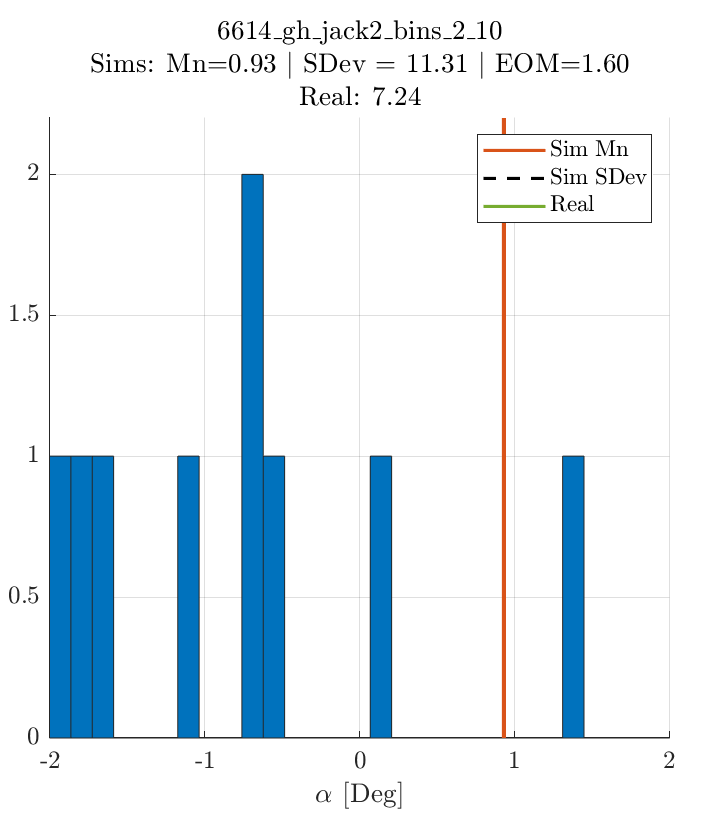 6614_gh_jack2_bins_2_10
Sims: Mn=0.93 | SDev = 11.31 | EOM=1.60
Real: 7.24
Sim Mn
Sim SDev
Real
2
1.5
1
0.5
0
-2 -1 0 1 2
α [Deg]